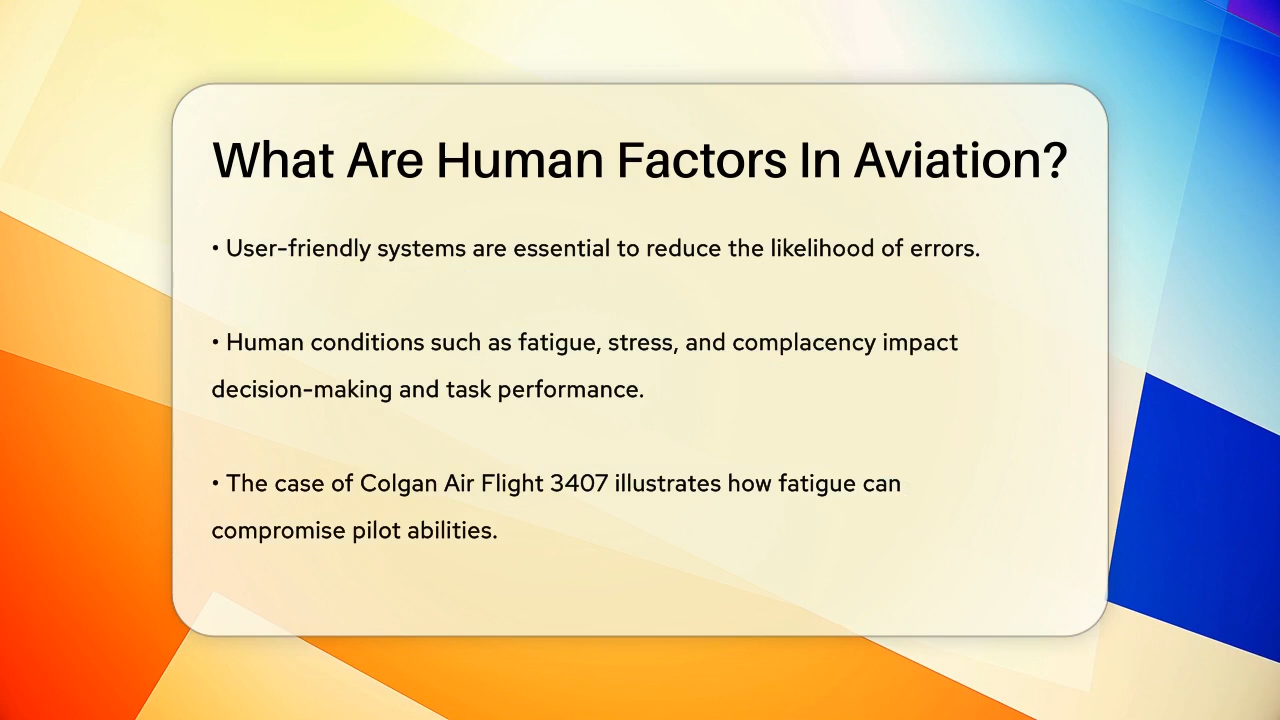 What Are Human Factors In Aviation?
• User-friendly systems are essential to reduce the likelihood of errors.
• Human conditions such as fatigue, stress, and complacency impact
decision-making and task performance.
• The case of Colgan Air Flight 3407 illustrates how fatigue can
compromise pilot abilities.